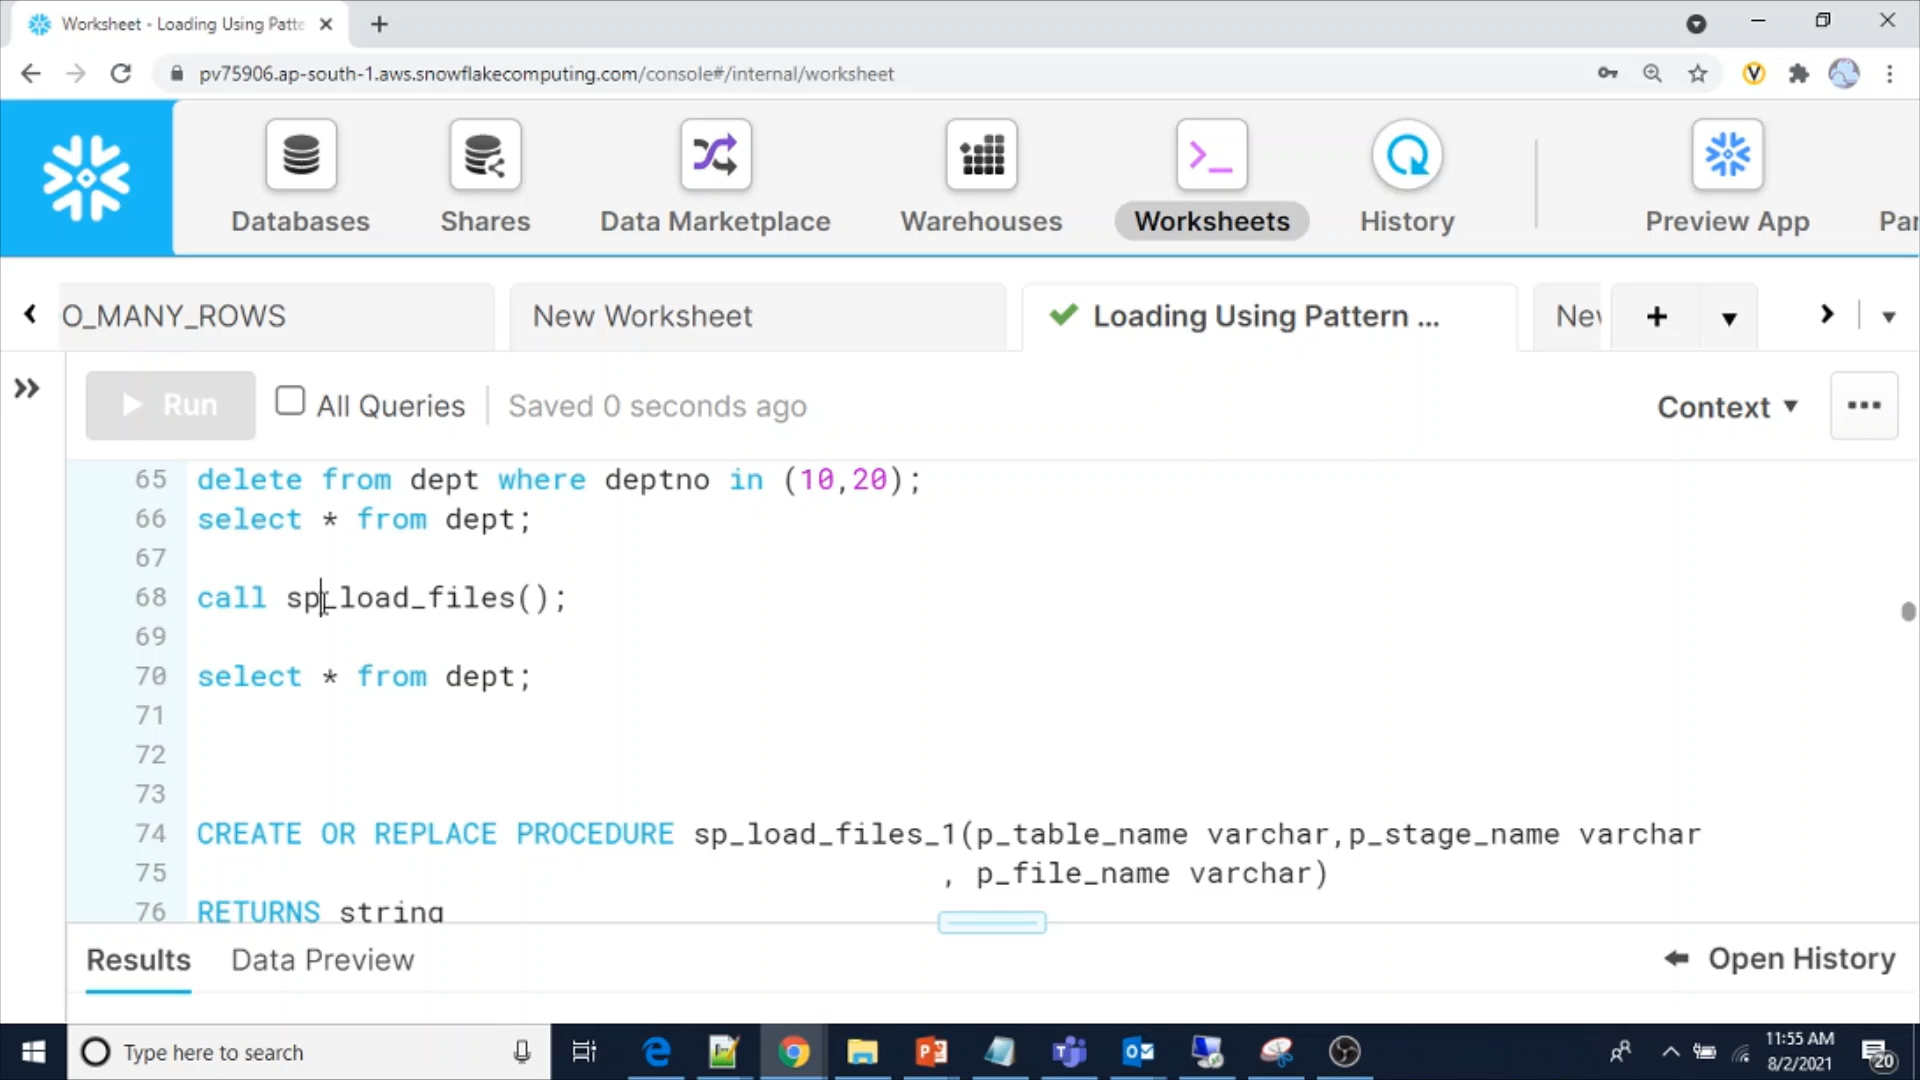 Worksheet - Loading Using Patte
pv75906.ap-south-1.aws.snowflakecomputing.com/console#/internal/worksheet
Databases
Shares
Data Marketplace
Warehouses
Worksheets
History
Preview App
Par
O_MANY_ROWS
New Worksheet
Loading Using Pattern ...
Nev
Run
All Queries
Saved 0 seconds ago
Context
65 delete from dept where deptno in (10,20);
66 select * from dept;
67
68 call sp_load_files();
69
70 select * from dept;
71
72
73
74 CREATE OR REPLACE PROCEDURE sp_load_files_1(p_table_name varchar,p_stage_name varchar
75 , p_file_name varchar)
76 RETURNS string
Results
Data Preview
Open History
Type here to search
11:55 AM
8/2/2021
20